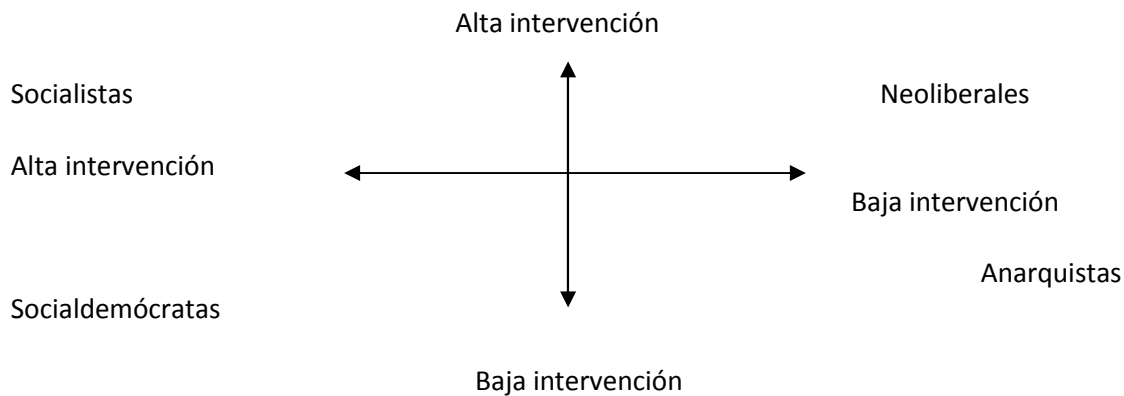 Alta intervención
Socialistas
Neoliberales
Alta intervención
Baja intervención
Anarquistas
Socialdemócratas
Baja intervención